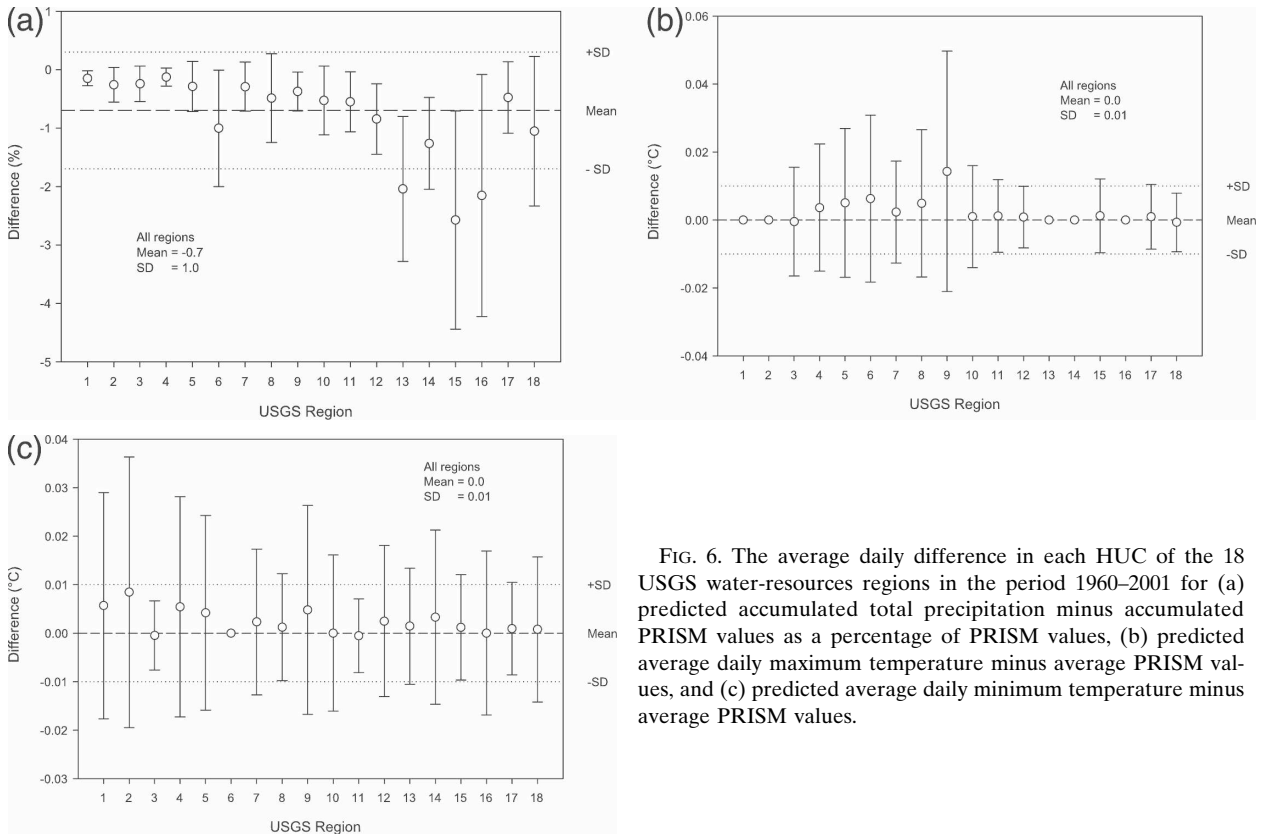 (a)
1
0
-1
-2
-3
-4
-5
Difference (%)
+SD
Mean
- SD
All regions
Mean = -0.7
SD = 1.0
1 2 3 4 5 6 7 8 9 10 11 12 13 14 15 16 17 18
USGS Region
(b)
0.06
0.04
0.02
0.00
-0.02
-0.04
Difference (°C)
All regions
Mean = 0.0
SD = 0.01
+SD
Mean
-SD
1 2 3 4 5 6 7 8 9 10 11 12 13 14 15 16 17 18
USGS Region
(c)
0.04
0.03
0.02
0.01
0.00
-0.01
-0.02
-0.03
Difference (°C)
All regions
Mean = 0.0
SD = 0.01
+SD
Mean
-SD
1 2 3 4 5 6 7 8 9 10 11 12 13 14 15 16 17 18
USGS Region
FIG. 6. The average daily difference in each HUC of the 18
USGS water-resources regions in the period 1960–2001 for (a)
predicted accumulated total precipitation minus accumulated
PRISM values as a percentage of PRISM values, (b) predicted
average daily maximum temperature minus average PRISM val-
ues, and (c) predicted average daily minimum temperature minus
average PRISM values.